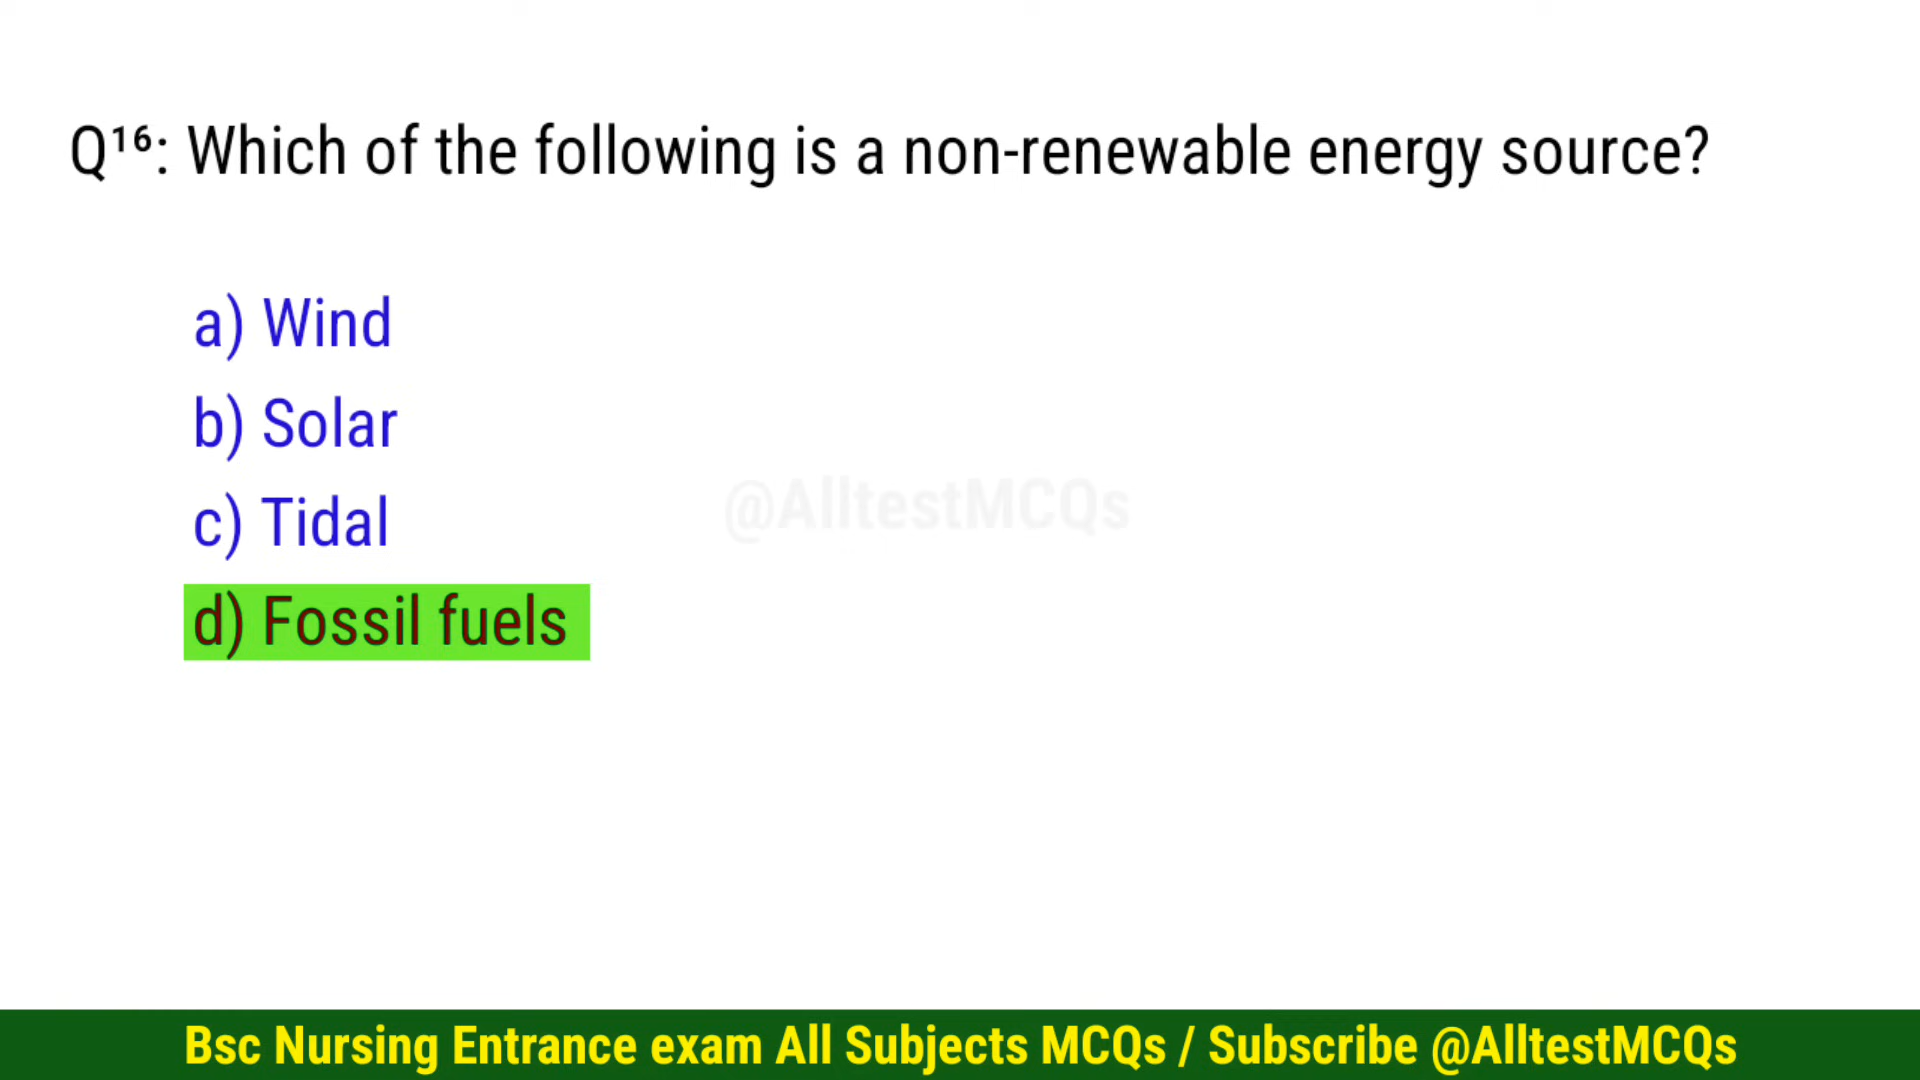 Q¹⁶: Which of the following is a non-renewable energy source?
a) Wind
b) Solar
@AlltestMCQs
c) Tidal
d) Fossil fuels
Bsc Nursing Entrance exam All Subjects MCQs / Subscribe @AlltestMCQs